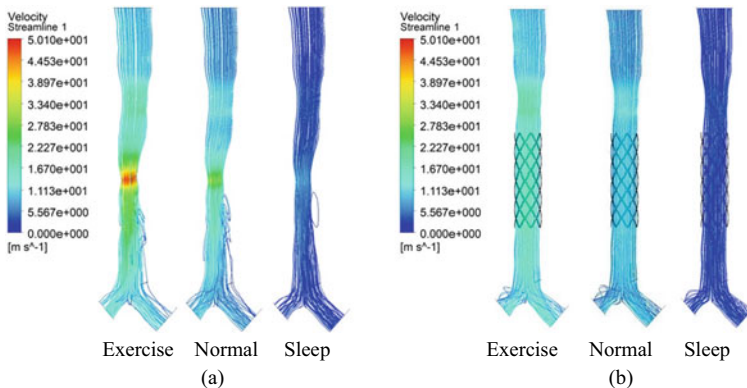 Velocity
Streamline 1
5.010e+001
4.453e+001
3.897e+001
3.340e+001
2.783e+001
2.227e+001
1.670e+001
1.113e+001
5.567e+000
0.000e+000
[m s^-1]
Exercise Normal Sleep
(a)
Velocity
Streamline 1
5.010e+001
4.453e+001
3.897e+001
3.340e+001
2.783e+001
2.227e+001
1.670e+001
1.113e+001
5.567e+000
0.000e+000
[m s^-1]
Exercise Normal Sleep
(b)